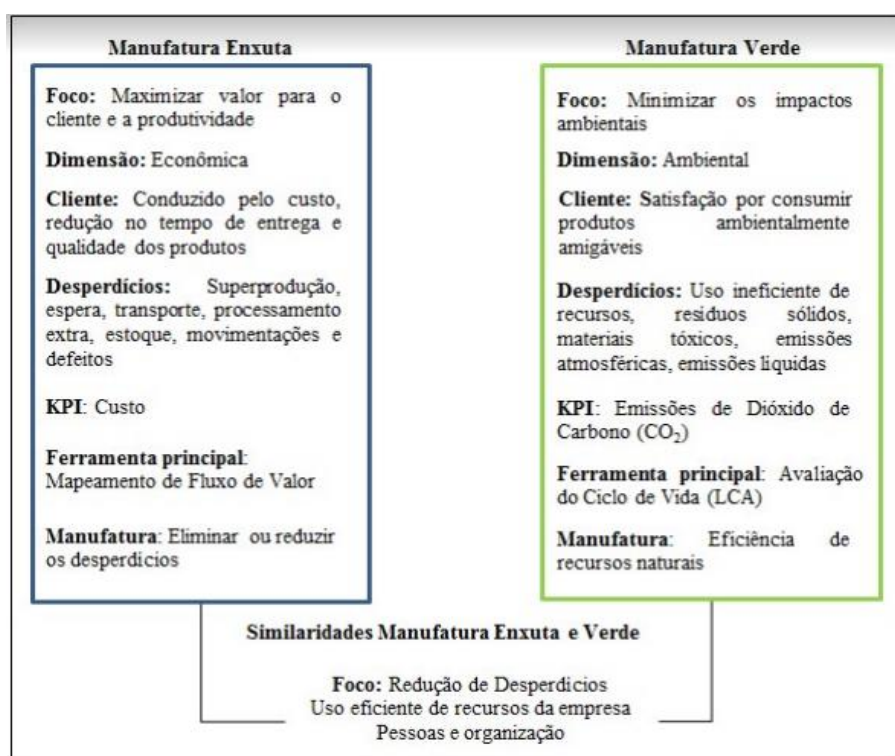 Manufatura Enxuta
Foco: Maximizar valor para o
cliente e a produtividade
Dimensão: Econômica
Cliente: Conduzido pelo custo,
redução no tempo de entrega e
qualidade dos produtos
Desperdícios: Superprodução,
espera, transporte, processamento
extra, estoque, movimentações e
defeitos
KPI: Custo
Ferramenta principal:
Mapeamento de Fluxo de Valor
Manufatura: Eliminar ou reduzir
os desperdícios
Manufatura Verde
Foco: Minimizar os impactos
ambientais
Dimensão: Ambiental
Cliente: Satisfação por consumir
produtos ambientalmente
amigáveis
Desperdícios: Uso ineficiente de
recursos, resíduos sólidos,
materiais tóxicos, emissões
atmosféricas, emissões liquidas
KPI: Emissões de Dióxido de
Carbono (CO₂)
Ferramenta principal: Avaliação
do Ciclo de Vida (LCA)
Manufatura: Eficiência de
recursos naturais
Similaridades Manufatura Enxuta e Verde
Foco: Redução de Desperdícios
Uso eficiente de recursos da empresa
Pessoas e organização